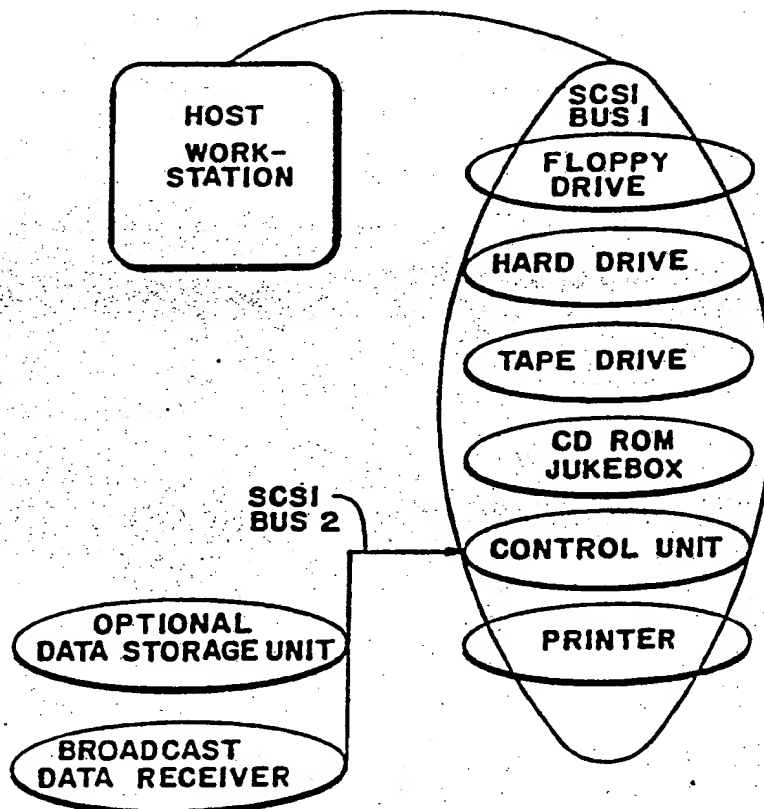 HOST
WORK-
STATION
SCSI
BUS 1
FLOPPY
DRIVE
HARD DRIVE
TAPE DRIVE
CD ROM
JUKEBOX
SCSI
BUS 2
CONTROL UNIT
OPTIONAL
DATA STORAGE UNIT
PRINTER
BROADCAST
DATA RECEIVER